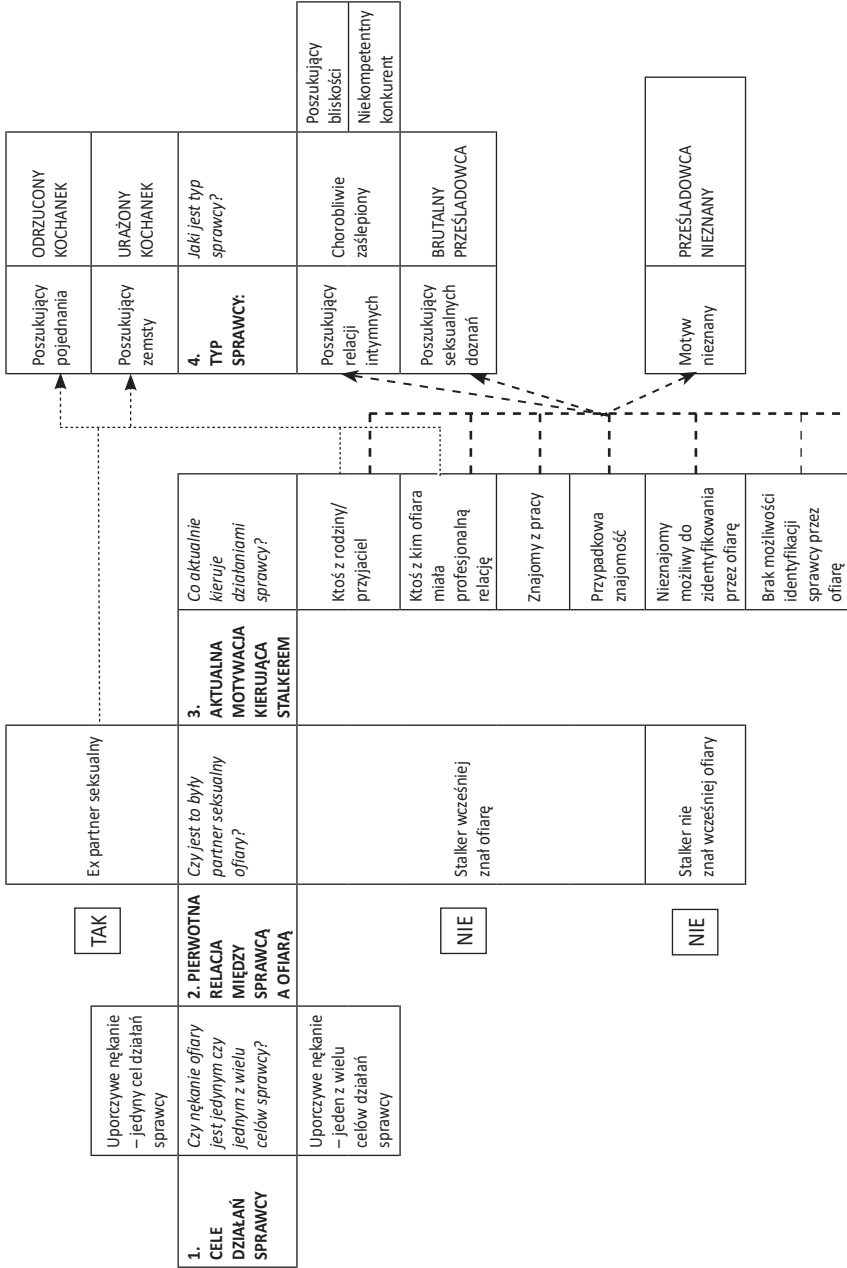 1.
CELE
DZIAŁAŃ
SPRAWCY
Uporczywe nękanie
– jedyny cel działań
sprawcy
Czy nękanie ofiary
jest jedynym czy
jednym z wielu
celów sprawcy?
Uporczywe nękanie
– jeden z wielu
celów działań
sprawcy
TAK
2. PIERWOTNA
RELACJA
MIĘDZY
SPRAWCĄ
A OFIARĄ
NIE
NIE
Ex partner seksualny
Czy jest to były
partner seksualny
ofiary?
Stalker wcześniej
znał ofiarę
Stalker nie
znał wcześniej ofiary
3.
AKTUALNA
MOTYWACJA
KIERUJĄCA
STALKEREM
Co aktualnie
kieruje
działaniami
sprawcy?
Ktoś z rodziny/
przyjaciel
Ktoś z kim ofiara
miała
profesjonalną
relację
Znajomy z pracy
Przypadkowa
znajomość
Nieznajomy
możliwy do
zidentyfikowania
przez ofiarę
Brak możliwości
identyfikacji
sprawcy przez
ofiarę
Poszukujący
pojednania
Poszukujący
zemsty
4.
TYP
SPRAWCY:
Poszukujący
relacji
intymnych
Poszukujący
seksualnych
doznań
Motyw
nieznany
ODRZUCONY
KOCHANEK
URAŻONY
KOCHANEK
Jaki jest typ
sprawcy?
Chorobliwie
zaślepiony
BRUTALNY
PRZEŚLADOWCA
PRZEŚLADOWCA
NIEZNANY
Poszukujący
bliskości
Niekompetentny
konkurent